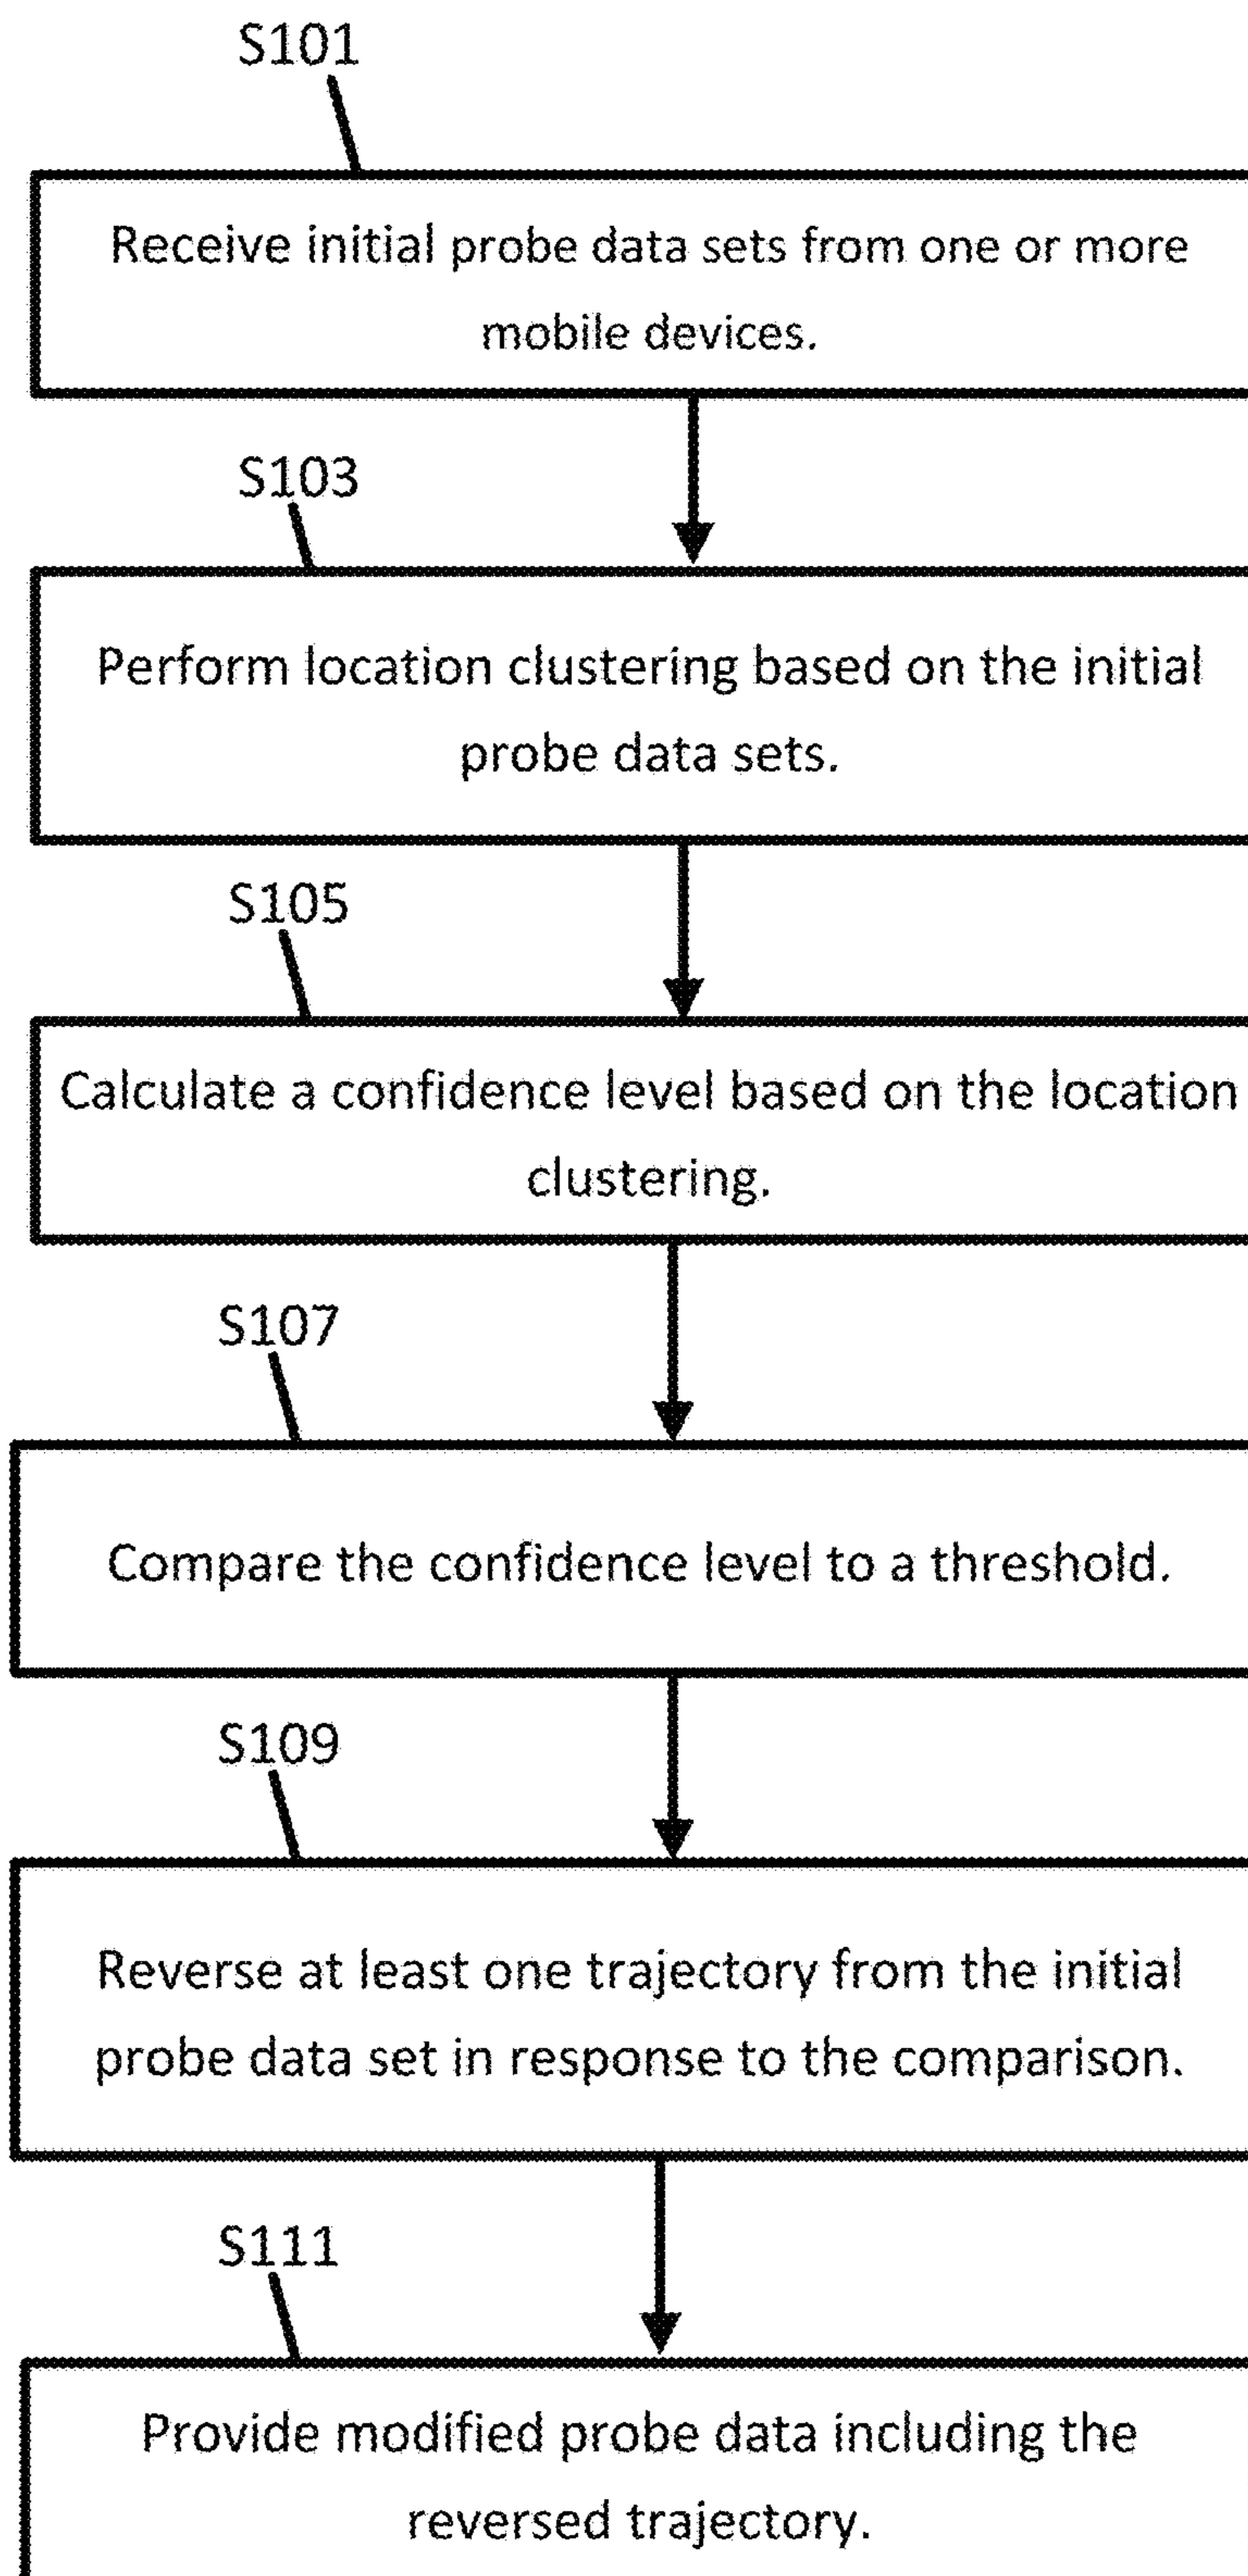 S101
Receive initial probe data sets from one or more
mobile devices.
S103
Perform location clustering based on the initial
probe data sets.
S105
Calculate a confidence level based on the location
clustering.
S107
Compare the confidence level to a threshold.
S109
Reverse at least one trajectory from the initial
probe data set in response to the comparison.
S111
Provide modified probe data including the
reversed trajectory.